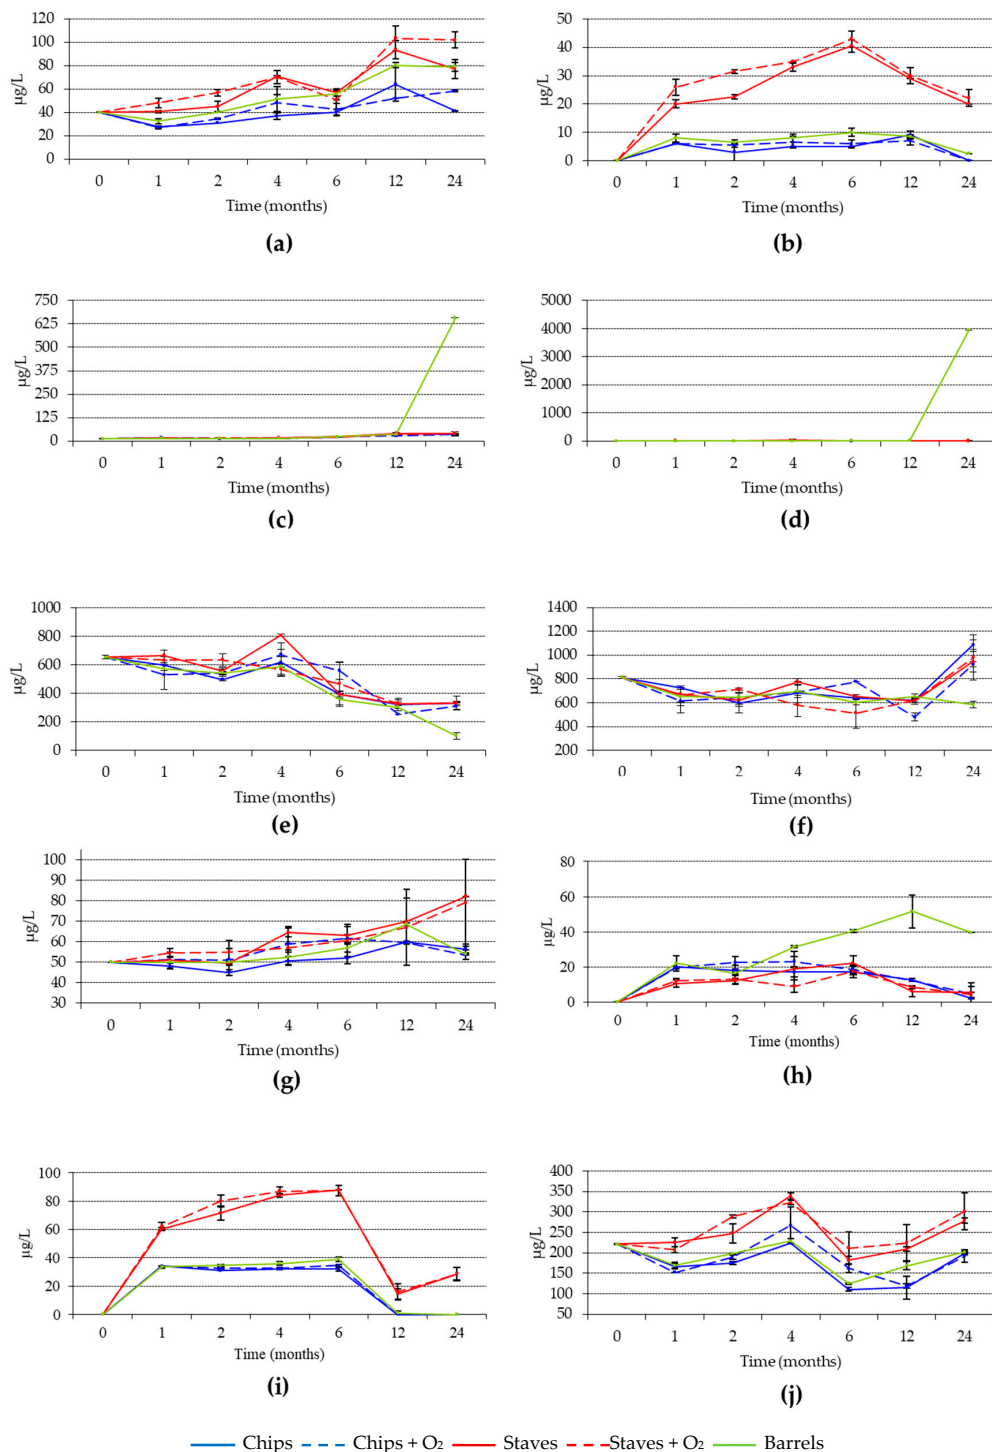 120
100
80
60
40
20
0
µg/L
0 1 2 4 6 12 24
Time (months)
(a)
50
40
30
20
10
0
µg/L
0 1 2 4 6 12 24
Time (months)
(b)
750
625
500
375
250
125
0
µg/L
0 1 2 4 6 12 24
Time (months)
(c)
5000
4000
3000
2000
1000
0
µg/L
0 1 2 4 6 12 24
Time (months)
(d)
1000
800
600
400
200
0
µg/L
0 1 2 4 6 12 24
Time (months)
(e)
1400
1200
1000
800
600
400
200
µg/L
0 1 2 4 6 12 24
Time (months)
(f)
100
90
80
70
60
50
40
30
µg/L
0 1 2 4 6 12 24
Time (months)
(g)
80
60
40
20
0
µg/L
0 1 2 4 6 12 24
Time (months)
(h)
100
80
60
40
20
0
µg/L
0 1 2 4 6 12 24
Time (months)
(i)
400
350
300
250
200
150
100
50
µg/L
0 1 2 4 6 12 24
Time (months)
(j)
Chips Chips + O₂ Staves Staves + O₂ Barrels